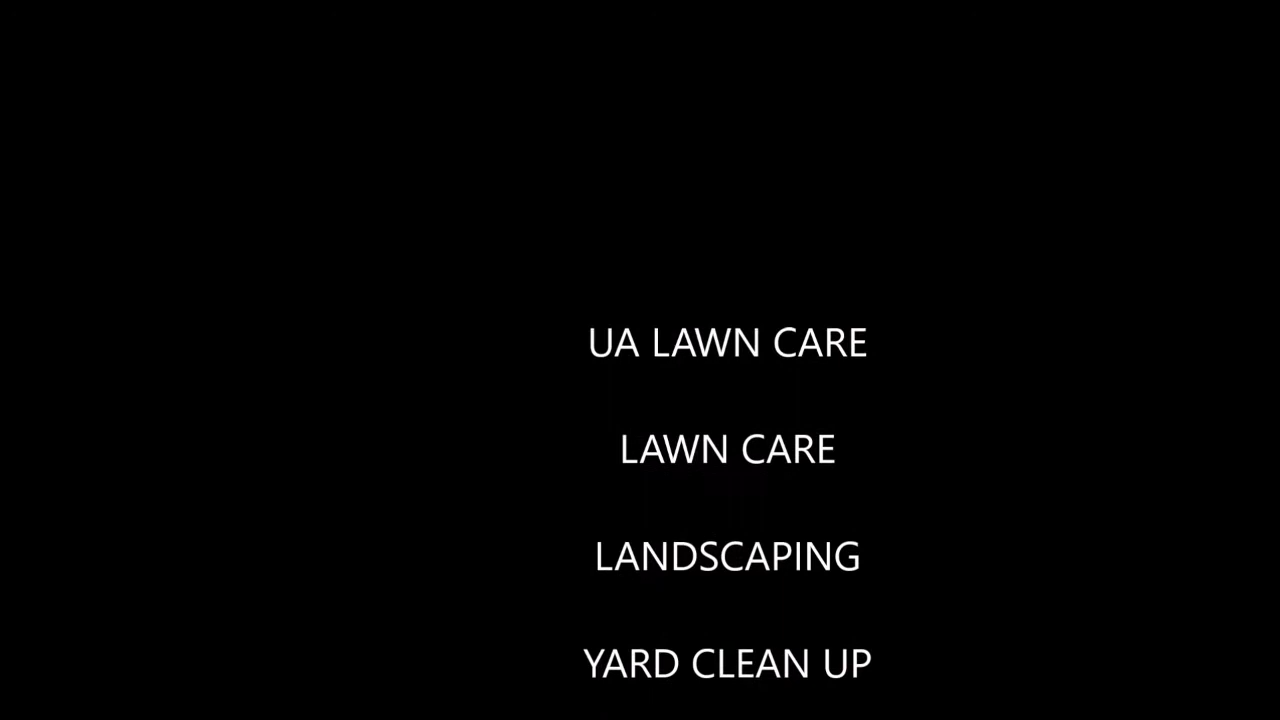 UA LAWN CARE
LAWN CARE
LANDSCAPING
YARD CLEAN UP